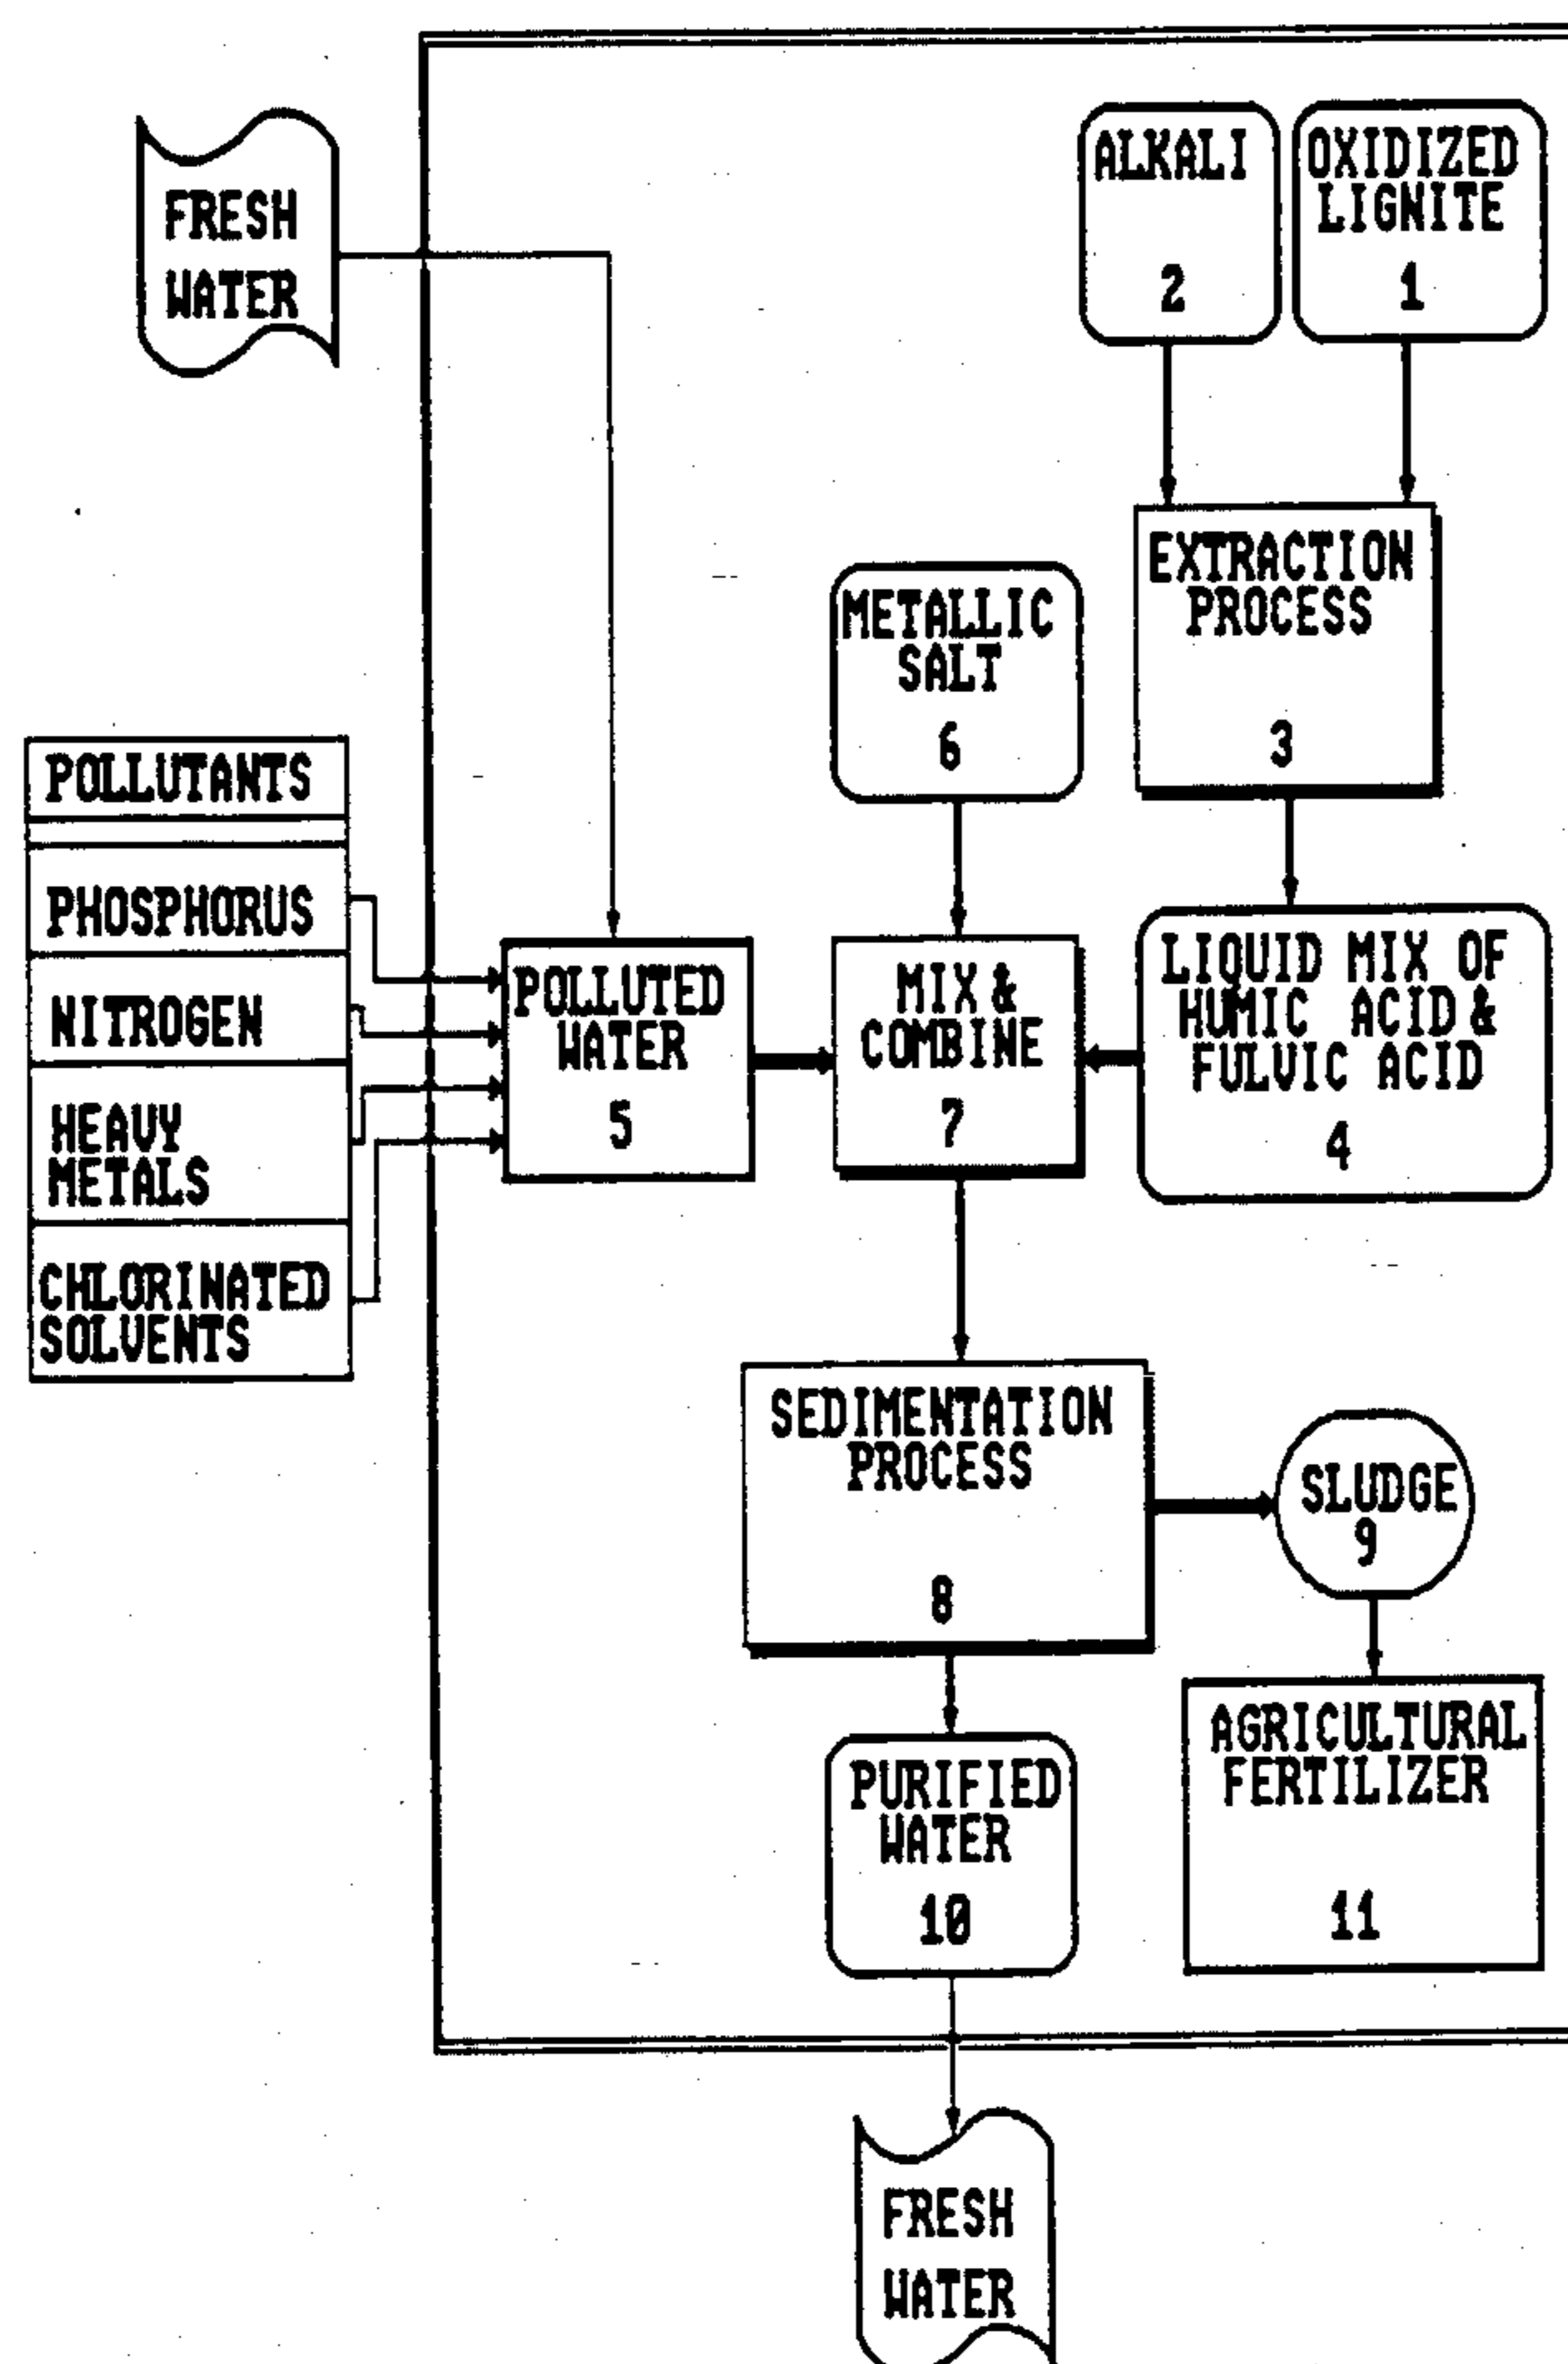 FRESH
WATER
ALKALI
2
OXIDIZED
LIGNITE
1
EXTRACTION
PROCESS
3
METALLIC
SALT
6
POLLUTANTS
PHOSPHORUS
NITROGEN
HEAVY
METALS
CHLORINATED
SOLVENTS
POLLUTED
WATER
5
MIX &
COMBINE
7
LIQUID MIX OF
HUMIC ACID &
FULVIC ACID
4
SEDIMENTATION
PROCESS
8
SLUDGE
9
PURIFIED
WATER
10
AGRICULTURAL
FERTILIZER
11
FRESH
WATER